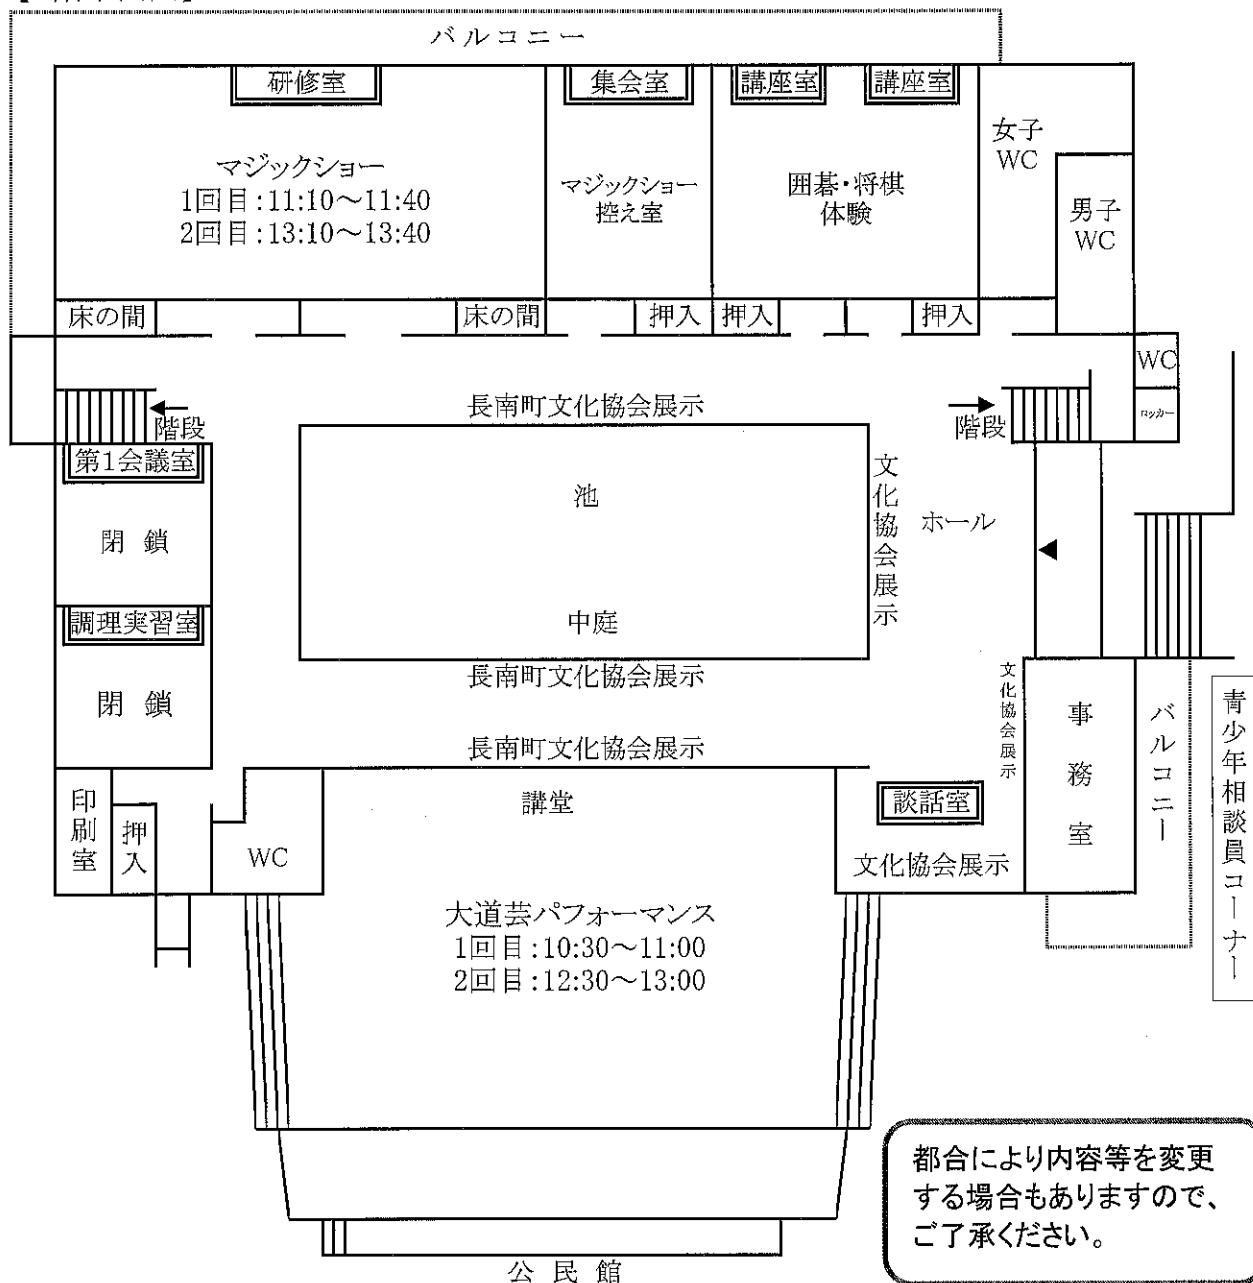 バルコニー
研修室
集会室
講座室
講座室
マジックショー
1回目:11:10～11:40
2回目:13:10～13:40
マジックショー
控え室
囲碁・将棋
体験
女子
WC
男子
WC
床の間
床の間
押入
押入
押入
WC
ロッカー
階段
長南町文化協会展示
階段
第1会議室
閉鎖
池
文化協会展示
ホール
調理実習室
閉鎖
中庭
長南町文化協会展示
長南町文化協会展示
文化協会展示
事務室
バルコニー
青少年相談員コーナー
印刷室
押入
WC
講堂
談話室
文化協会展示
大道芸パフォーマンス
1回目:10:30～11:00
2回目:12:30～13:00
都合により内容等を変更
する場合もありますので、
ご了承ください。
公民館